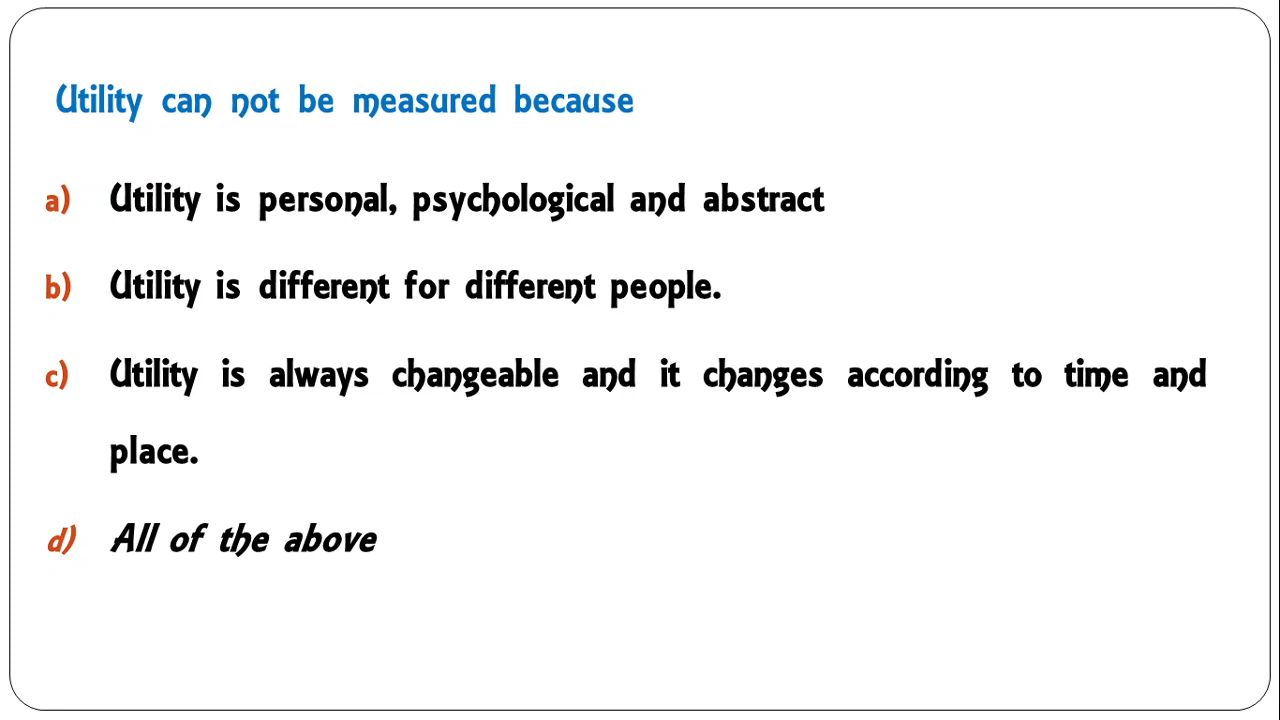 Utility can not be measured because
a) Utility is personal, psychological and abstract
b) Utility is different for different people.
c) Utility is always changeable and it changes according to time and
place.
d) All of the above